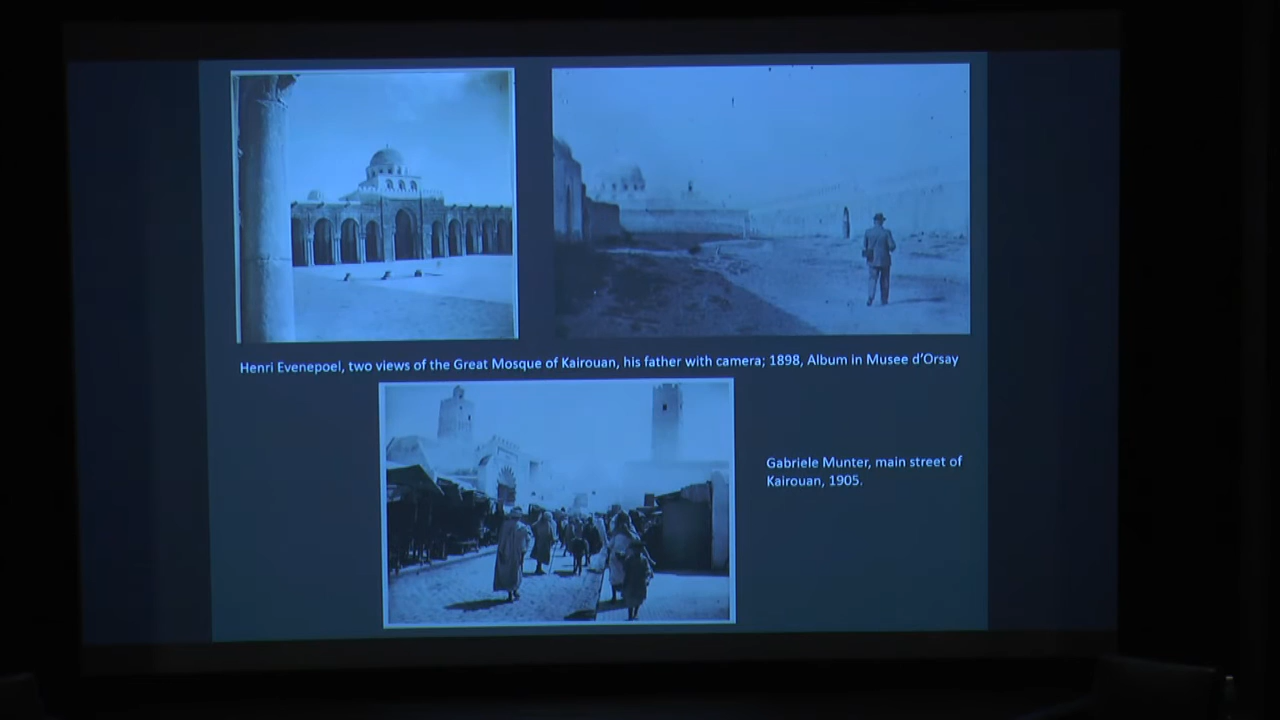 Henri Evenepoel, two views of the Great Mosque of Kairouan, his father with camera; 1898, Album in Musee d'Orsay
Gabriele Munter, main street of
Kairouan, 1905.